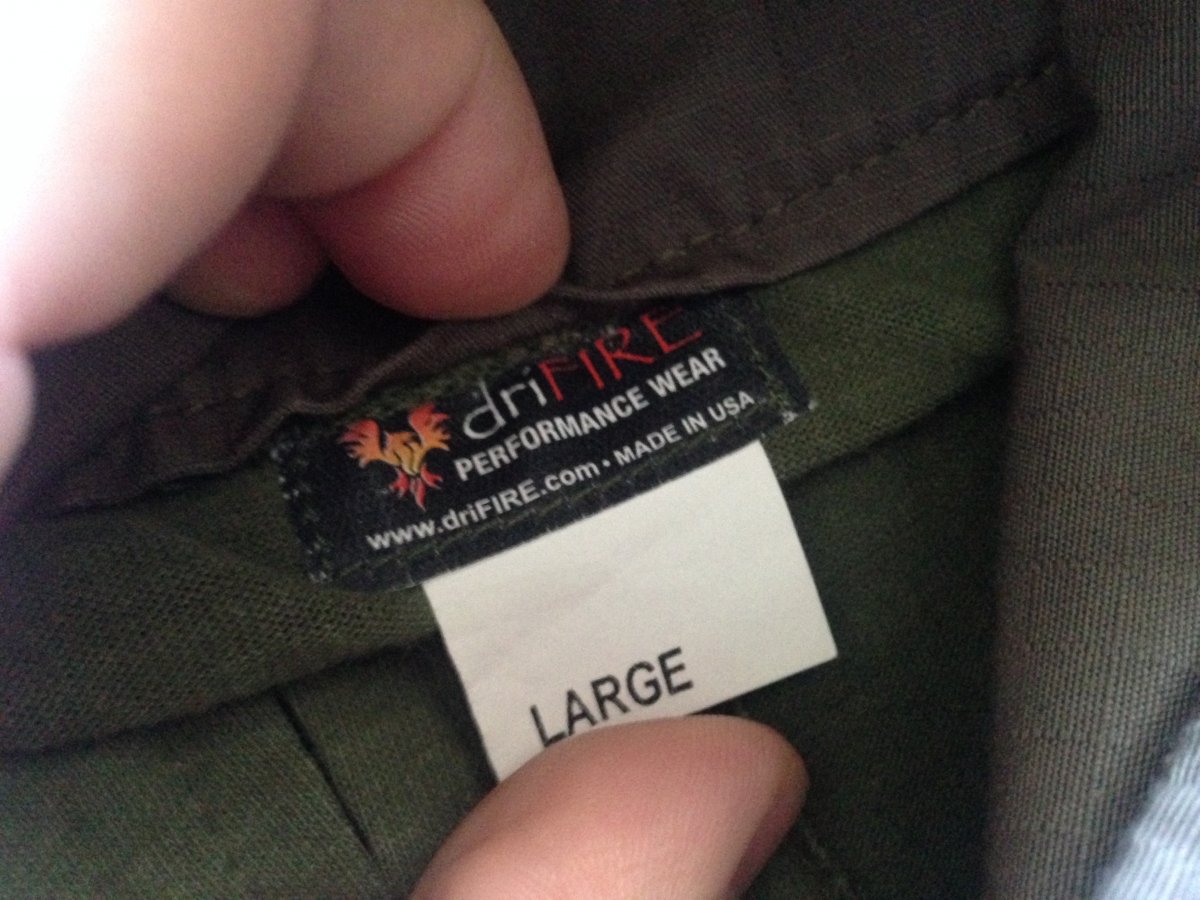 driFIRE
PERFORMANCE WEAR
www.driFIRE.com • MADE IN USA
LARGE